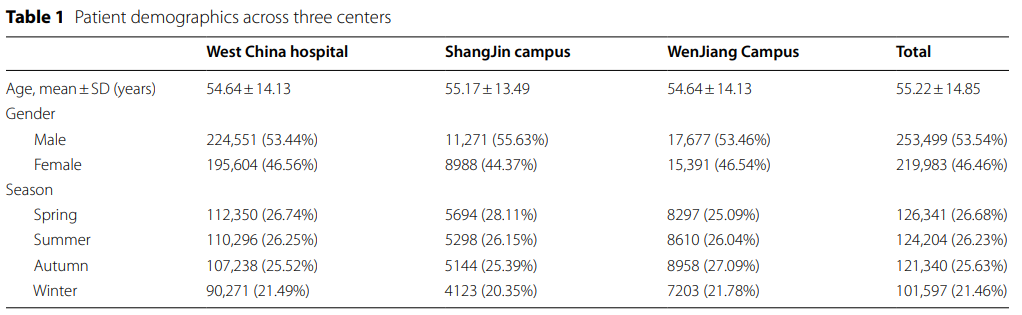 Table 1 Patient demographics across three centers
West China hospital ShangJin campus WenJiang Campus Total
Age, mean ± SD (years) 54.64 ± 14.13 55.17 ± 13.49 54.64 ± 14.13 55.22 ± 14.85
Gender
Male 224,551 (53.44%) 11,271 (55.63%) 17,677 (53.46%) 253,499 (53.54%)
Female 195,604 (46.56%) 8988 (44.37%) 15,391 (46.54%) 219,983 (46.46%)
Season
Spring 112,350 (26.74%) 5694 (28.11%) 8297 (25.09%) 126,341 (26.68%)
Summer 110,296 (26.25%) 5298 (26.15%) 8610 (26.04%) 124,204 (26.23%)
Autumn 107,238 (25.52%) 5144 (25.39%) 8958 (27.09%) 121,340 (25.63%)
Winter 90,271 (21.49%) 4123 (20.35%) 7203 (21.78%) 101,597 (21.46%)